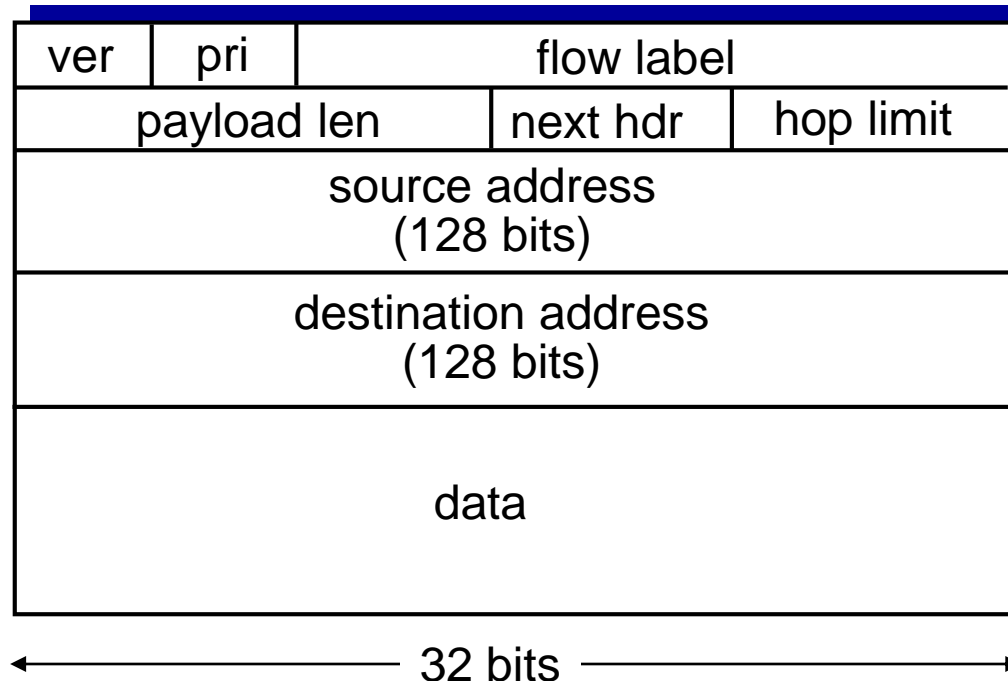 ver pri flow label
payload len next hdr hop limit
source address
(128 bits)
destination address
(128 bits)
data
32 bits